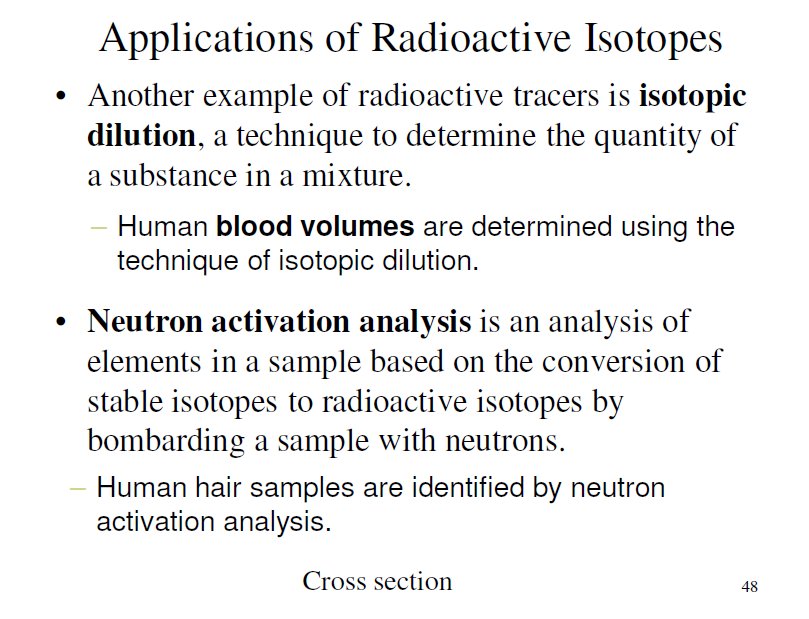 Applications of Radioactive Isotopes
• Another example of radioactive tracers is isotopic
dilution, a technique to determine the quantity of
a substance in a mixture.
– Human blood volumes are determined using the
technique of isotopic dilution.
• Neutron activation analysis is an analysis of
elements in a sample based on the conversion of
stable isotopes to radioactive isotopes by
bombarding a sample with neutrons.
– Human hair samples are identified by neutron
activation analysis.
Cross section
48